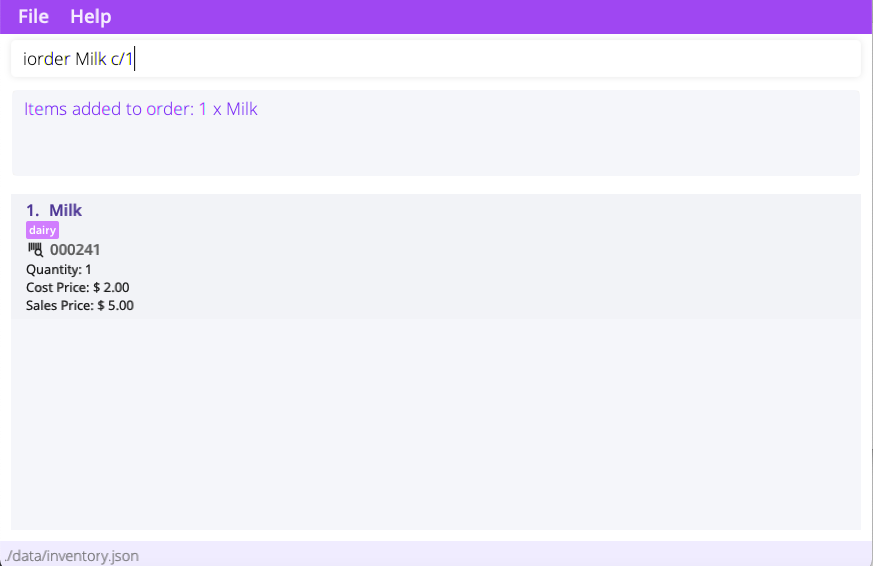 File Help
iorder Milk c/1
Items added to order: 1 x Milk
1. Milk
dairy
000241
Quantity: 1
Cost Price: $ 2.00
Sales Price: $ 5.00
./data/inventory.json